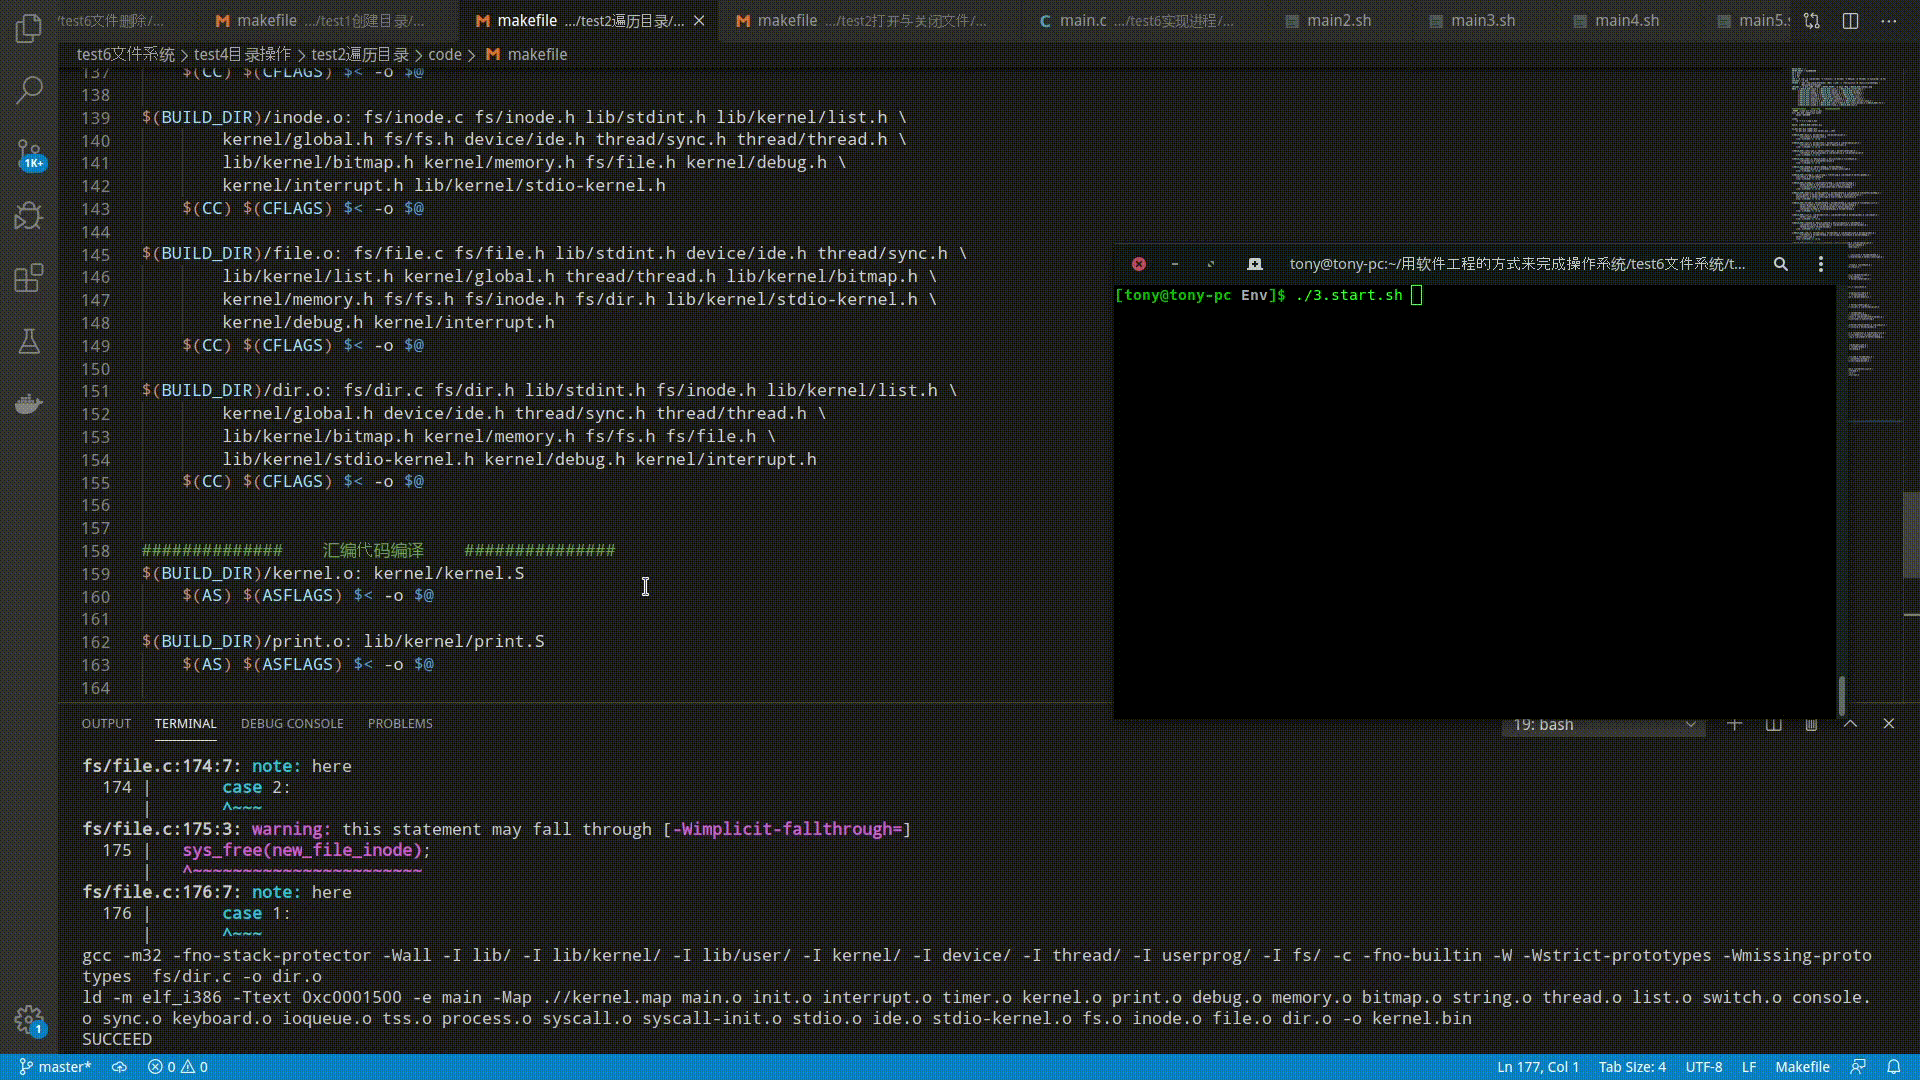 /test6文件删除/...
makefile .../test1创建目录/...
makefile .../test2遍历目录/...
makefile .../test2打开与关闭文件/...
main.c .../test6实现进程/...
main2.sh
main3.sh
main4.sh
main5.s
test6文件系统 > test4目录操作 > test2遍历目录 > code > makefile
137 $(CC) $(CFLAGS) $< -o $@
138
139 $(BUILD_DIR)/inode.o: fs/inode.c fs/inode.h lib/stdint.h lib/kernel/list.h \
140 kernel/global.h fs/fs.h device/ide.h thread/sync.h thread/thread.h \
141 lib/kernel/bitmap.h kernel/memory.h fs/file.h kernel/debug.h \
142 kernel/interrupt.h lib/kernel/stdio-kernel.h
143 $(CC) $(CFLAGS) $< -o $@
144
145 $(BUILD_DIR)/file.o: fs/file.c fs/file.h lib/stdint.h device/ide.h thread/sync.h \
146 lib/kernel/list.h kernel/global.h thread/thread.h lib/kernel/bitmap.h \
147 kernel/memory.h fs/fs.h fs/inode.h fs/dir.h lib/kernel/stdio-kernel.h \
148 kernel/debug.h kernel/interrupt.h
149 $(CC) $(CFLAGS) $< -o $@
150
151 $(BUILD_DIR)/dir.o: fs/dir.c fs/dir.h lib/stdint.h fs/inode.h lib/kernel/list.h \
152 kernel/global.h device/ide.h thread/sync.h thread/thread.h \
153 lib/kernel/bitmap.h kernel/memory.h fs/fs.h fs/file.h \
154 lib/kernel/stdio-kernel.h kernel/debug.h kernel/interrupt.h
155 $(CC) $(CFLAGS) $< -o $@
156
157
158 ############## 汇编代码编译 ###############
159 $(BUILD_DIR)/kernel.o: kernel/kernel.S
160 $(AS) $(ASFLAGS) $< -o $@
161
162 $(BUILD_DIR)/print.o: lib/kernel/print.S
163 $(AS) $(ASFLAGS) $< -o $@
164
1K+
tony@tony-pc:~/用软件工程的方式来完成操作系统/test6文件系统/t...
[tony@tony-pc Env]$ ./3.start.sh
OUTPUT
TERMINAL
DEBUG CONSOLE
PROBLEMS
19: bash
fs/file.c:174:7: note: here
174 | case 2:
| ^~~~
fs/file.c:175:3: warning: this statement may fall through [-Wimplicit-fallthrough=]
175 | sys_free(new_file_inode);
| ^~~~~~~~~~~~~~~~~~~~~~~~
fs/file.c:176:7: note: here
176 | case 1:
| ^~~~
gcc -m32 -fno-stack-protector -Wall -I lib/ -I lib/kernel/ -I lib/user/ -I kernel/ -I device/ -I thread/ -I userprog/ -I fs/ -c -fno-builtin -W -Wstrict-prototypes -Wmissing-proto
types fs/dir.c -o dir.o
ld -m elf_i386 -Ttext 0xc0001500 -e main -Map .//kernel.map main.o init.o interrupt.o timer.o kernel.o print.o debug.o memory.o bitmap.o string.o thread.o list.o switch.o console.
o sync.o keyboard.o ioqueue.o tss.o process.o syscall.o syscall-init.o stdio.o ide.o stdio-kernel.o fs.o inode.o file.o dir.o -o kernel.bin
SUCCEED
1
master*
0 0
Ln 177, Col 1
Tab Size: 4
UTF-8
LF
Makefile